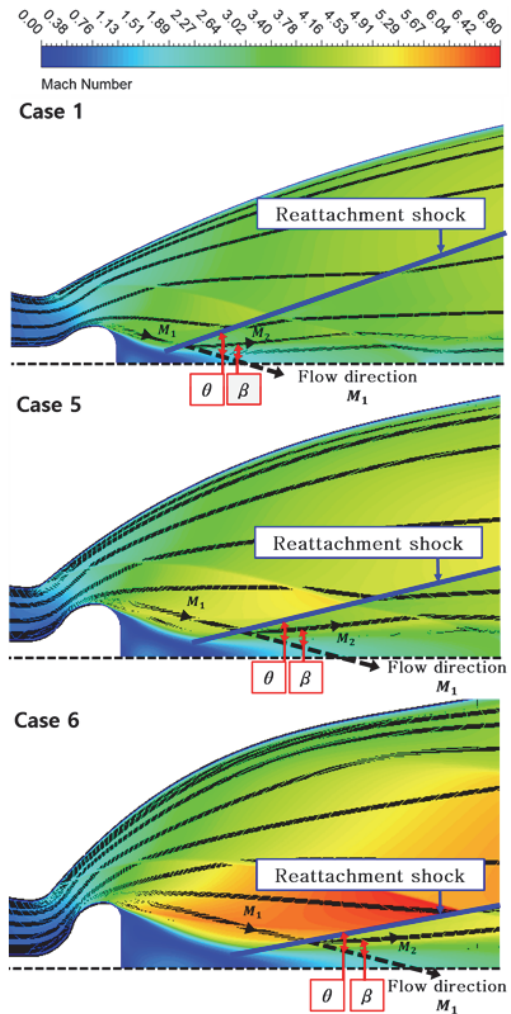 0.00 0.38 0.76 1.13 1.51 1.89 2.27 2.64 3.02 3.40 3.78 4.16 4.53 4.91 5.29 5.67 6.04 6.42 6.80
Mach Number
Case 1
Reattachment shock
M1
M2
θ β
Flow direction
M1
Case 5
Reattachment shock
M1
M2
θ β
Flow direction
M1
Case 6
Reattachment shock
M1
M2
θ β
Flow direction
M1